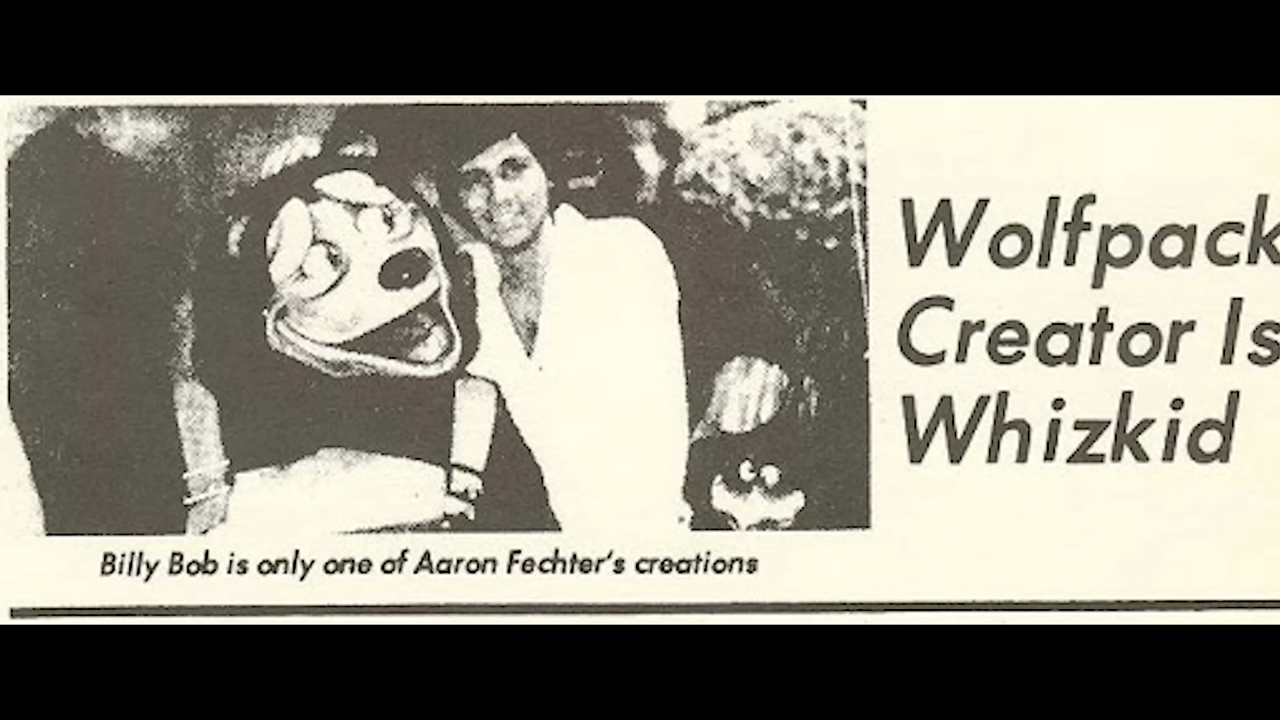 Wolfpack
Creator Is
Whizkid
Billy Bob is only one of Aaron Fechter's creations